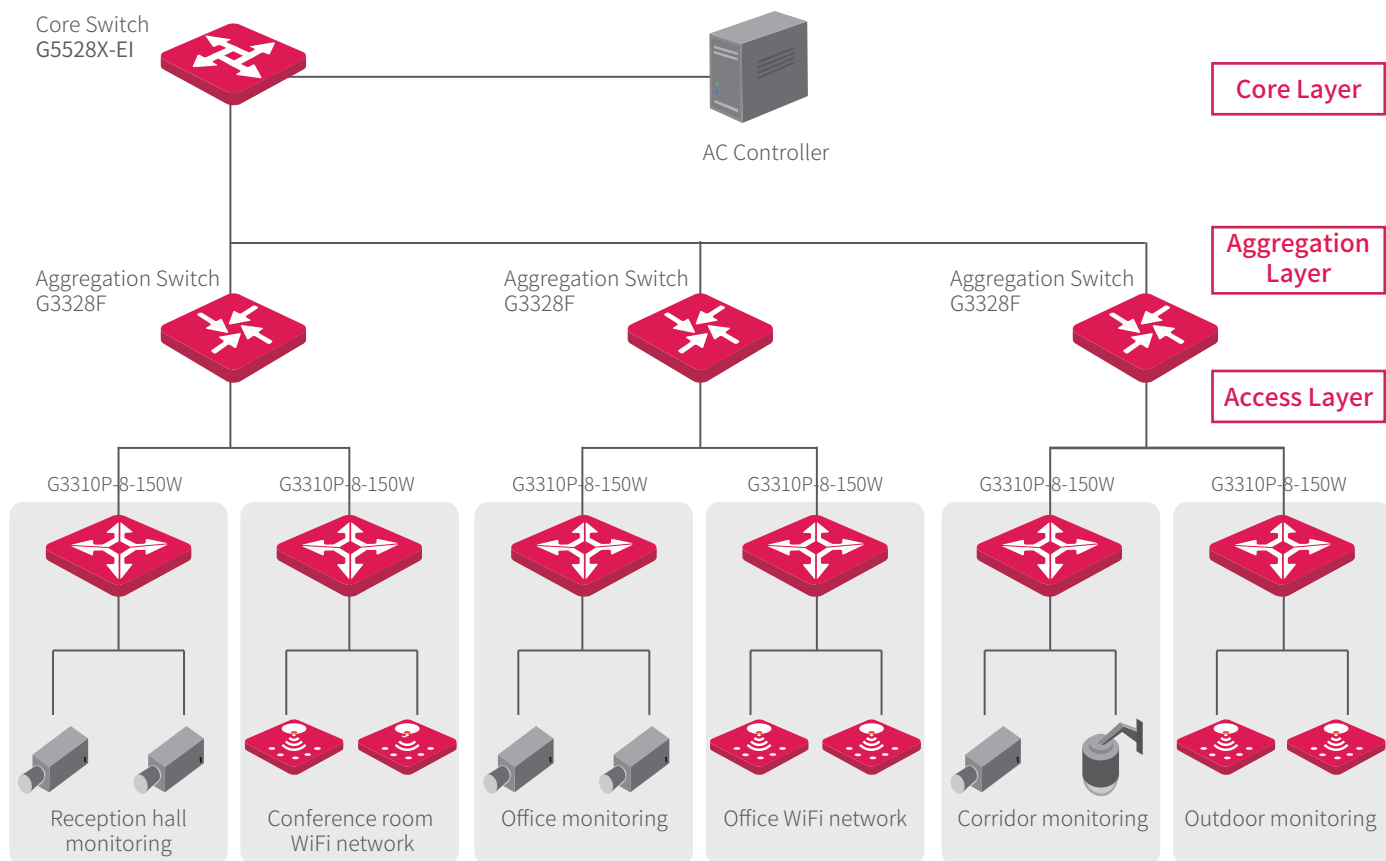 Core Switch
G5528X-EI
AC Controller
Core Layer
Aggregation Switch
G3328F
Aggregation Switch
G3328F
Aggregation Switch
G3328F
Aggregation
Layer
Access Layer
G3310P-8-150W
G3310P-8-150W
G3310P-8-150W
G3310P-8-150W
G3310P-8-150W
G3310P-8-150W
Reception hall
monitoring
Conference room
WiFi network
Office monitoring
Office WiFi network
Corridor monitoring
Outdoor monitoring